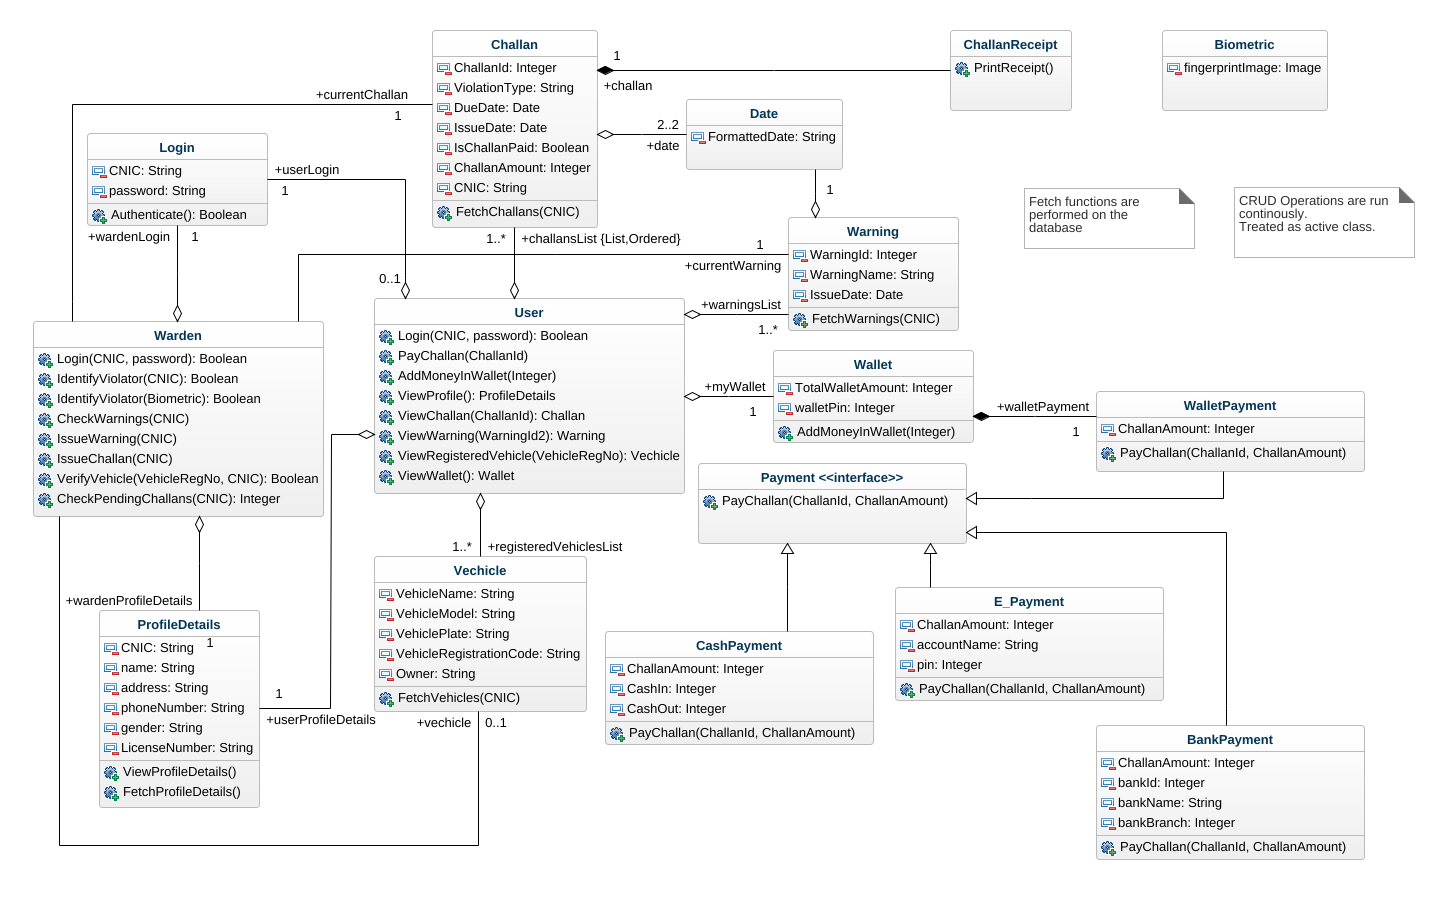 Challan
ChallanId: Integer
ViolationType: String
DueDate: Date
IssueDate: Date
IsChallanPaid: Boolean
ChallanAmount: Integer
CNIC: String
FetchChallans(CNIC)
1
+challan
ChallanReceipt
PrintReceipt()
Biometric
fingerprintImage: Image
+currentChallan
1
2..2
+date
Date
FormattedDate: String
1
Login
CNIC: String
password: String
Authenticate(): Boolean
+userLogin
1
+wardenLogin
1
0..1
1..*
+challansList {List,Ordered}
1
+currentWarning
Warning
WarningId: Integer
WarningName: String
IssueDate: Date
FetchWarnings(CNIC)
Fetch functions are
performed on the
database
CRUD Operations are run
continously.
Treated as active class.
+warningsList
1..*
Warden
Login(CNIC, password): Boolean
IdentifyViolator(CNIC): Boolean
IdentifyViolator(Biometric): Boolean
CheckWarnings(CNIC)
IssueWarning(CNIC)
IssueChallan(CNIC)
VerifyVehicle(VehicleRegNo, CNIC): Boolean
CheckPendingChallans(CNIC): Integer
User
Login(CNIC, password): Boolean
PayChallan(ChallanId)
AddMoneyInWallet(Integer)
ViewProfile(): ProfileDetails
ViewChallan(ChallanId): Challan
ViewWarning(WarningId2): Warning
ViewRegisteredVehicle(VehicleRegNo): Vechicle
ViewWallet(): Wallet
+myWallet
1
Wallet
TotalWalletAmount: Integer
walletPin: Integer
AddMoneyInWallet(Integer)
+walletPayment
1
WalletPayment
ChallanAmount: Integer
PayChallan(ChallanId, ChallanAmount)
Payment <<interface>>
PayChallan(ChallanId, ChallanAmount)
1..*
+registeredVehiclesList
+wardenProfileDetails
1
ProfileDetails
CNIC: String
name: String
address: String
phoneNumber: String
gender: String
LicenseNumber: String
ViewProfileDetails()
FetchProfileDetails()
1
+userProfileDetails
Vechicle
VehicleName: String
VehicleModel: String
VehiclePlate: String
VehicleRegistrationCode: String
Owner: String
FetchVehicles(CNIC)
+vechicle
0..1
CashPayment
ChallanAmount: Integer
CashIn: Integer
CashOut: Integer
PayChallan(ChallanId, ChallanAmount)
E_Payment
ChallanAmount: Integer
accountName: String
pin: Integer
PayChallan(ChallanId, ChallanAmount)
BankPayment
ChallanAmount: Integer
bankId: Integer
bankName: String
bankBranch: Integer
PayChallan(ChallanId, ChallanAmount)